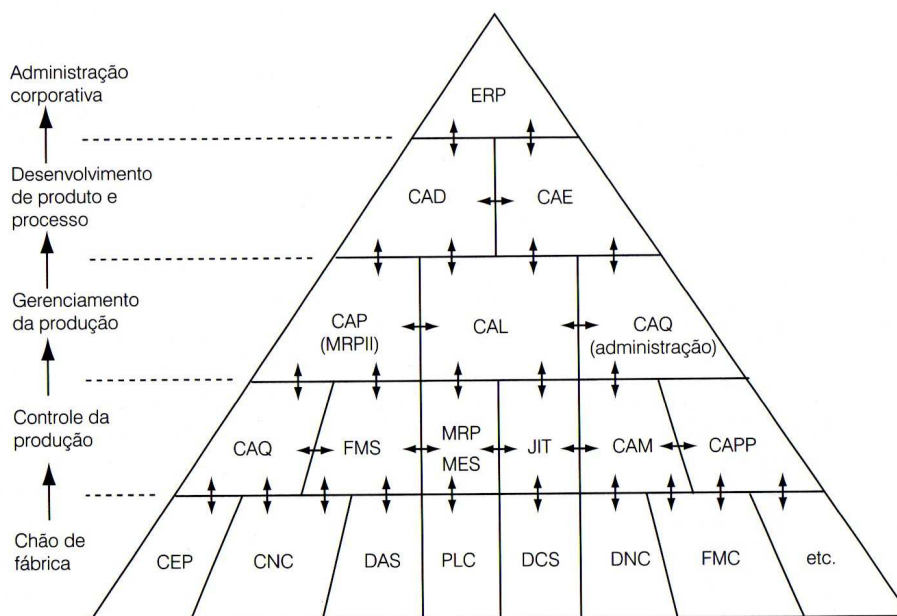 Administração
corporativa
ERP
Desenvolvimento
de produto e
processo
CAD
CAE
Gerenciamento
da produção
CAP
(MRPII)
CAL
CAQ
(administração)
Controle da
produção
CAQ
FMS
MRP
MES
JIT
CAM
CAPP
Chão de
fábrica
CEP
CNC
DAS
PLC
DCS
DNC
FMC
etc.